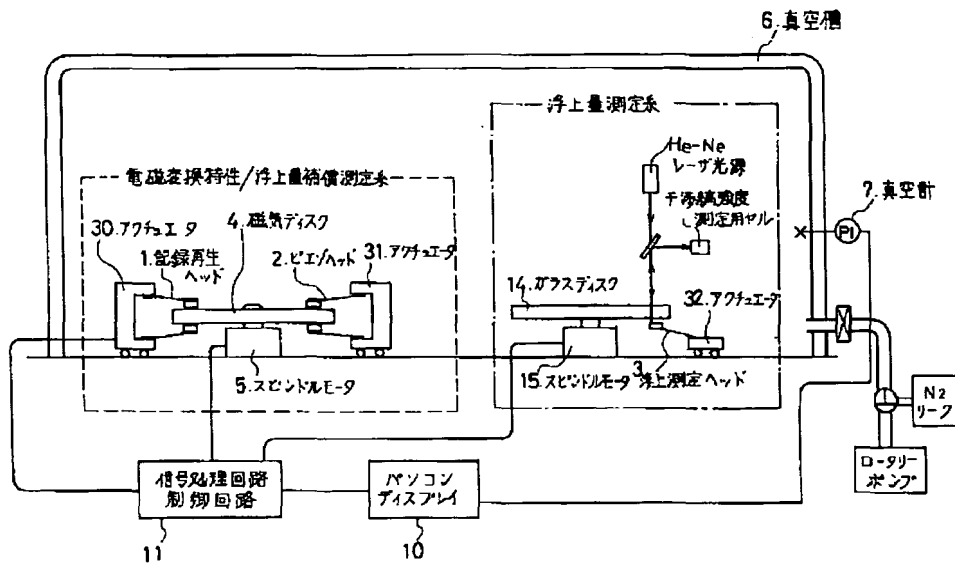 6.真空槽
浮上量測定系
He-Ne
レーザ光源
干渉縞強度
測定用セル
7.真空計
PI
電磁変換特性/浮上量補償測定系
30.アクチュエータ
4.磁気ディスク
31.アクチュエータ
1.記録再生
ヘッド
2.ピエゾヘッド
14.ガラスディスク
32.アクチュエータ
5.スピンドルモータ
15.スピンドルモータ
3.浮上測定ヘッド
N2
リーク
ロータリー
ポンプ
信号処理回路
制御回路
パソコン
ディスプレイ
11
10